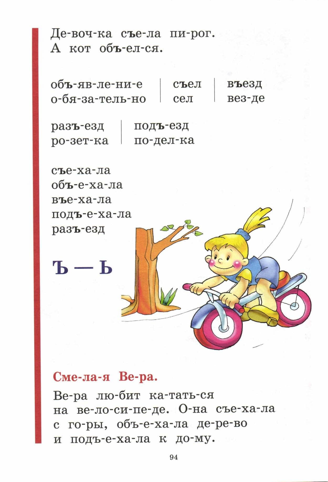 Де-воч-ка съе-ла пи-рог.
А кот объ-ел-ся.
объ-яв-ле-ни-е | съел | въезд
о-бя-за-тель-но | сел | вез-де
разъ-езд | подъ-езд
ро-зет-ка | по-дел-ка
съе-ха-ла
объ-е-ха-ла
въе-ха-ла
подъ-е-ха-ла
разъ-езд
Ъ — Ь
Сме-ла-я Ве-ра.
Ве-ра лю-бит ка-тать-ся
на ве-ло-си-пе-де. О-на съе-ха-ла
с го-ры, объ-е-ха-ла де-ре-во
и подъ-е-ха-ла к до-му.
94